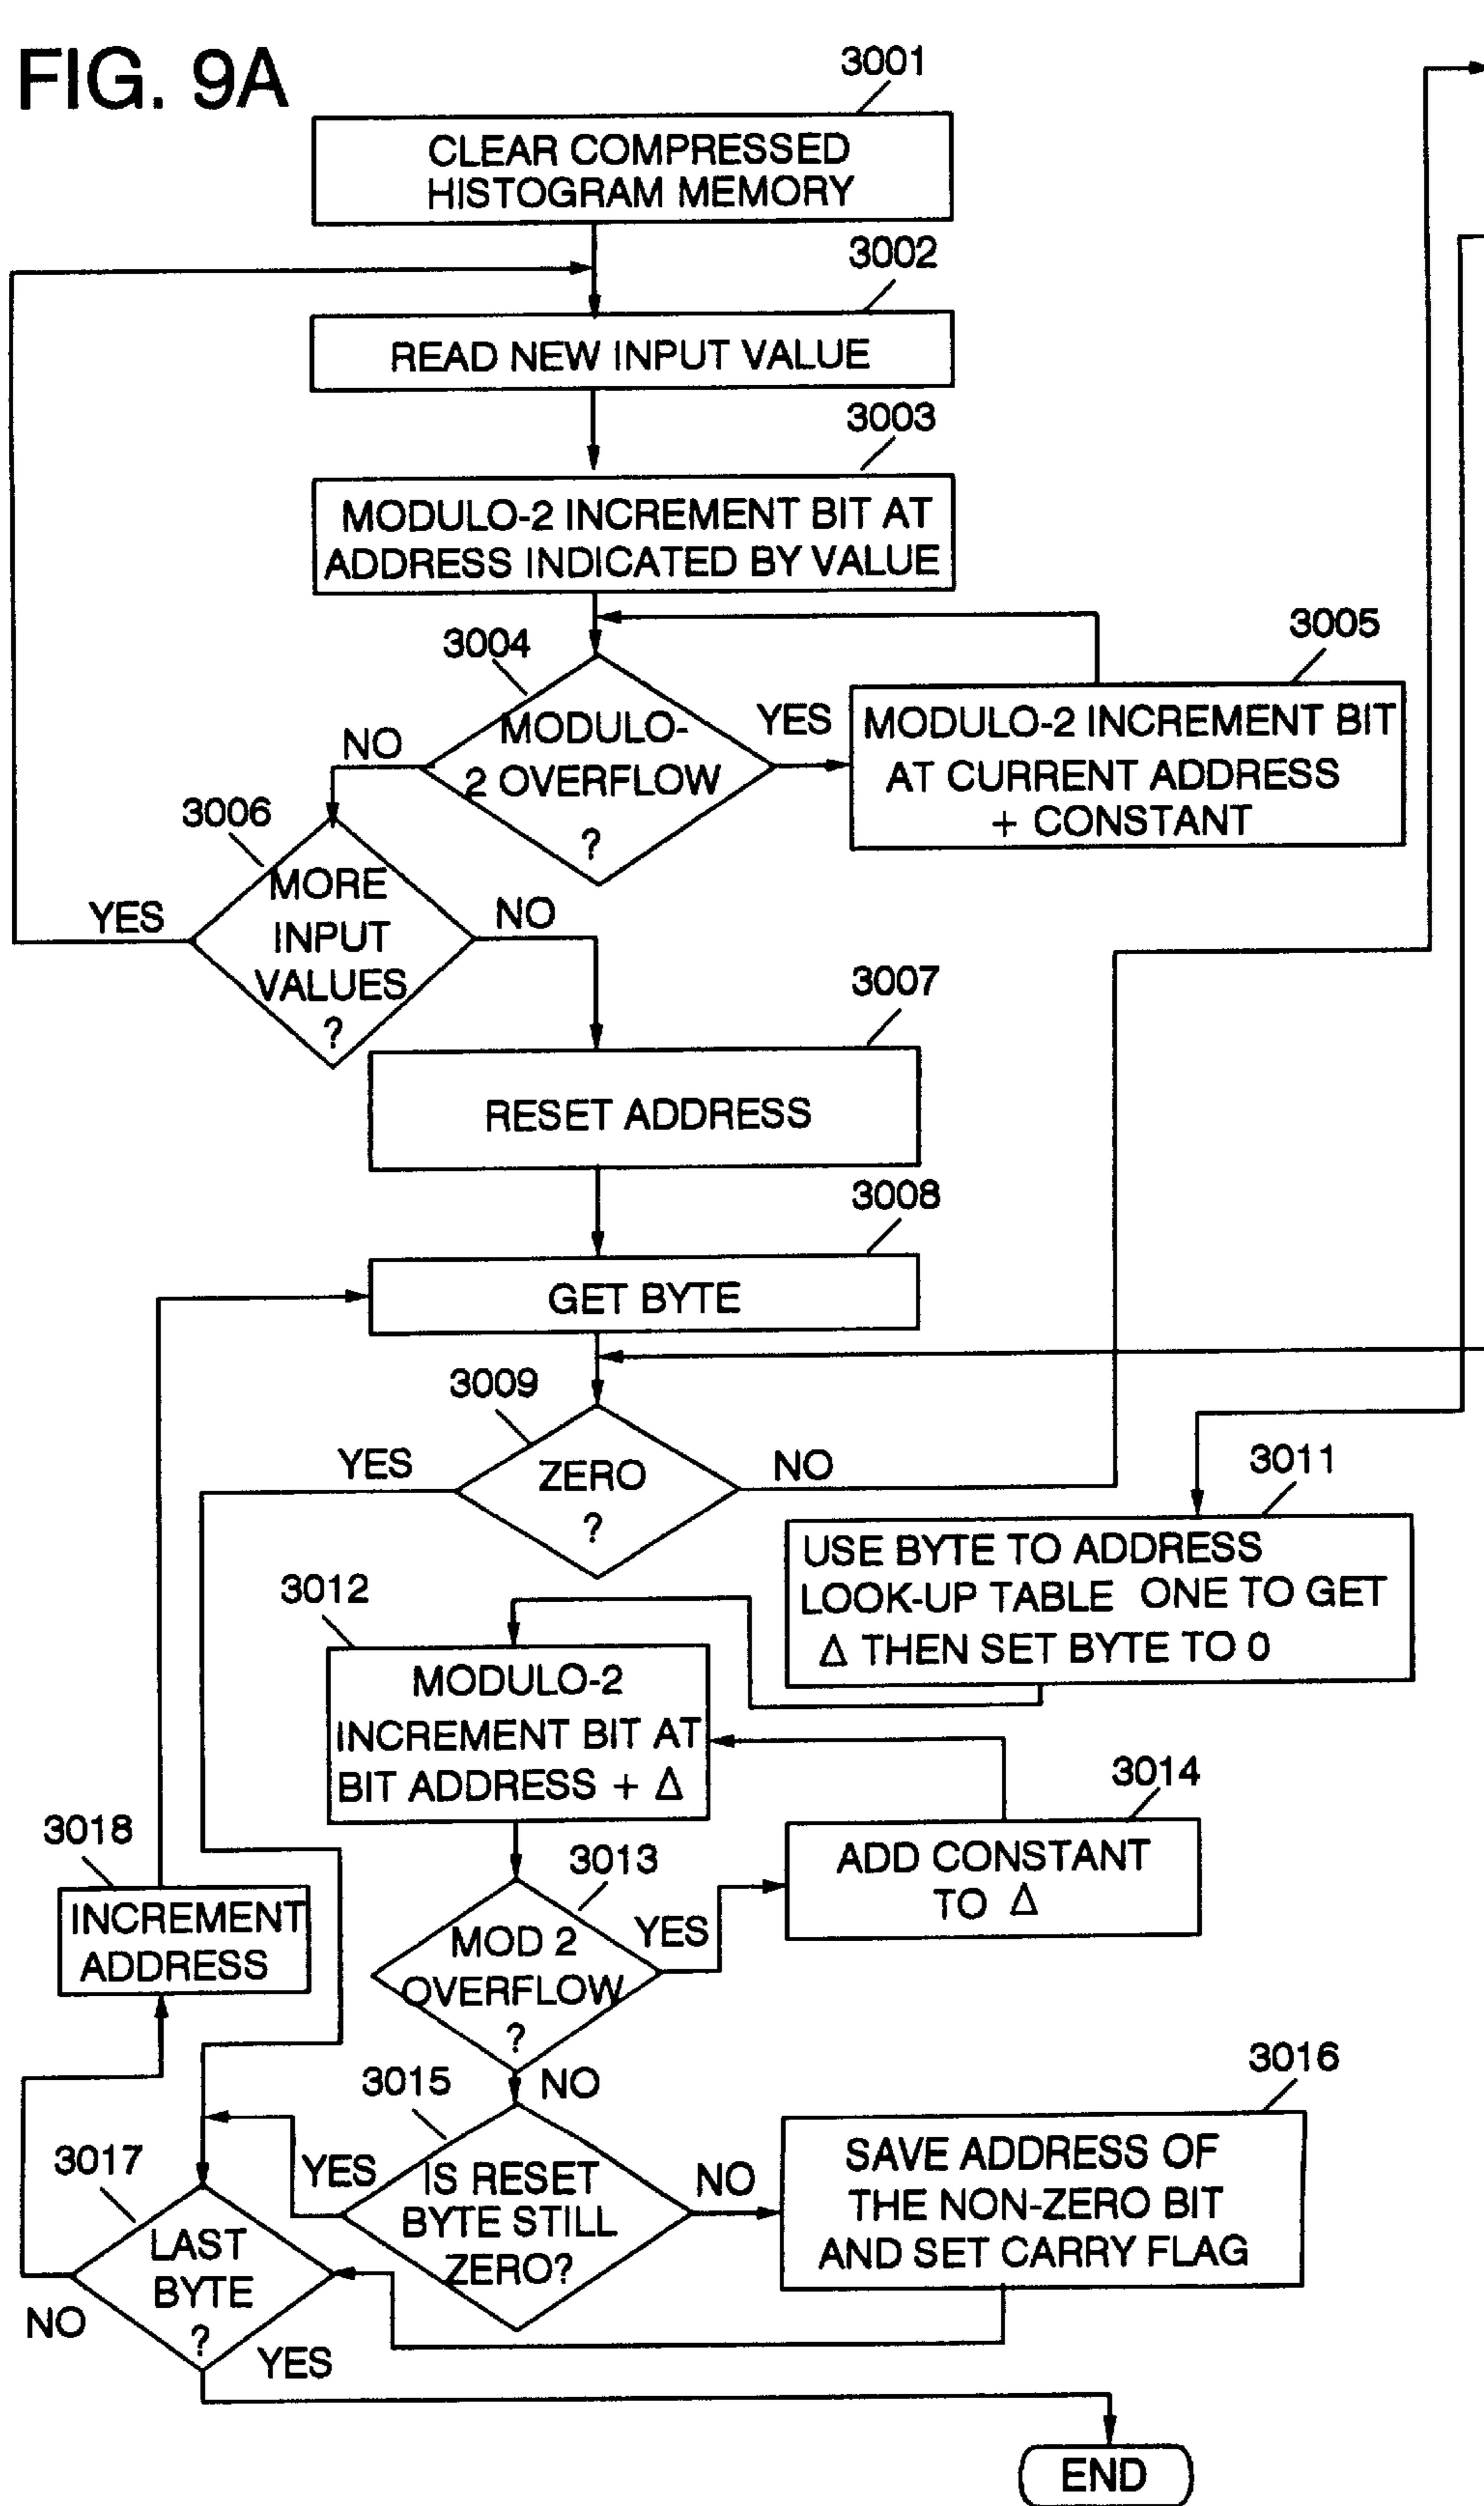 FIG. 9A
3001
CLEAR COMPRESSED
HISTOGRAM MEMORY
3002
READ NEW INPUT VALUE
3003
MODULO-2 INCREMENT BIT AT
ADDRESS INDICATED BY VALUE
3004
MODULO-
2 OVERFLOW
?
YES
NO
3005
MODULO-2 INCREMENT BIT
AT CURRENT ADDRESS
+ CONSTANT
3006
MORE
INPUT
VALUES
?
YES
NO
3007
RESET ADDRESS
3008
GET BYTE
3009
ZERO
?
YES
NO
3011
USE BYTE TO ADDRESS
LOOK-UP TABLE ONE TO GET
Δ THEN SET BYTE TO 0
3012
MODULO-2
INCREMENT BIT AT
BIT ADDRESS + Δ
3014
ADD CONSTANT
TO Δ
3018
INCREMENT
ADDRESS
3013
MOD 2
OVERFLOW
?
YES
NO
3015
IS RESET
BYTE STILL
ZERO?
YES
NO
3016
SAVE ADDRESS OF
THE NON-ZERO BIT
AND SET CARRY FLAG
3017
LAST
BYTE
?
NO
YES
END